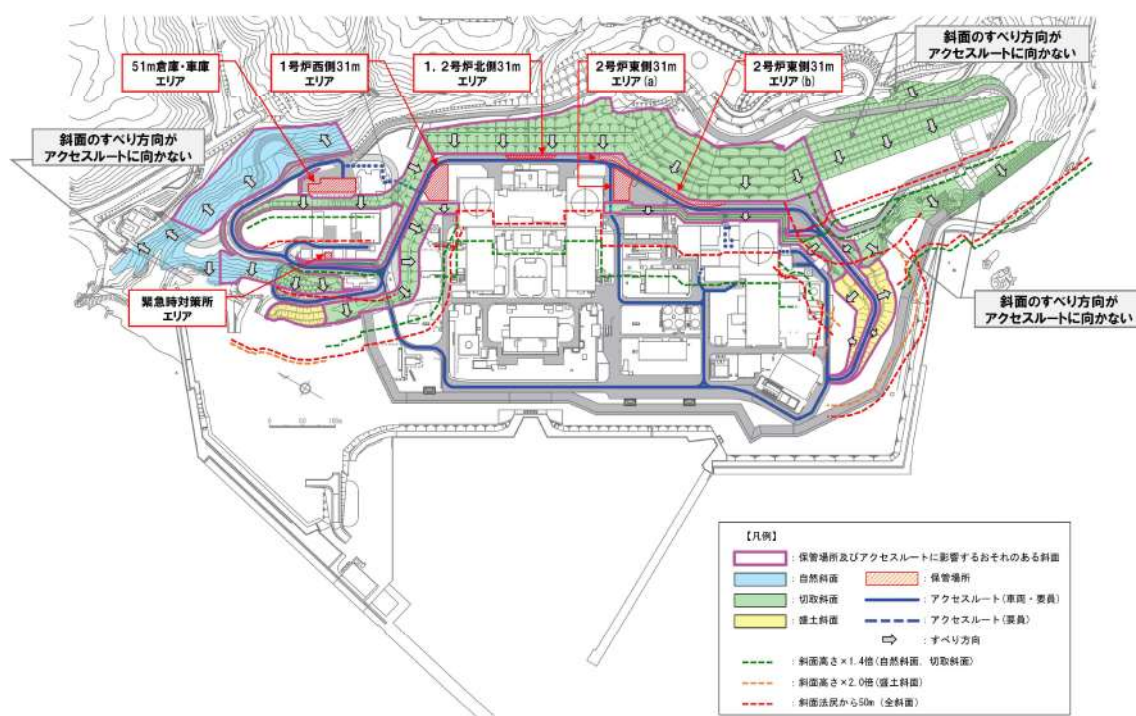 斜面のすべり方向が
アクセスルートに向かない
51m倉庫・車庫
エリア
1号炉西側31m
エリア
1,2号炉北側31m
エリア
2号炉東側31m
エリア(a)
2号炉東側31m
エリア(b)
斜面のすべり方向が
アクセスルートに向かない
緊急時対策所
エリア
斜面のすべり方向が
アクセスルートに向かない
【凡例】
:保管場所及びアクセスルートに影響するおそれのある斜面
:自然斜面
:保管場所
:切取斜面
:アクセスルート(車両・要員)
:盛土斜面
:アクセスルート(要員)
:すべり方向
:斜面高さ×1.4倍(自然斜面,切取斜面)
:斜面高さ×2.0倍(盛土斜面)
:斜面法尻から50m(全斜面)